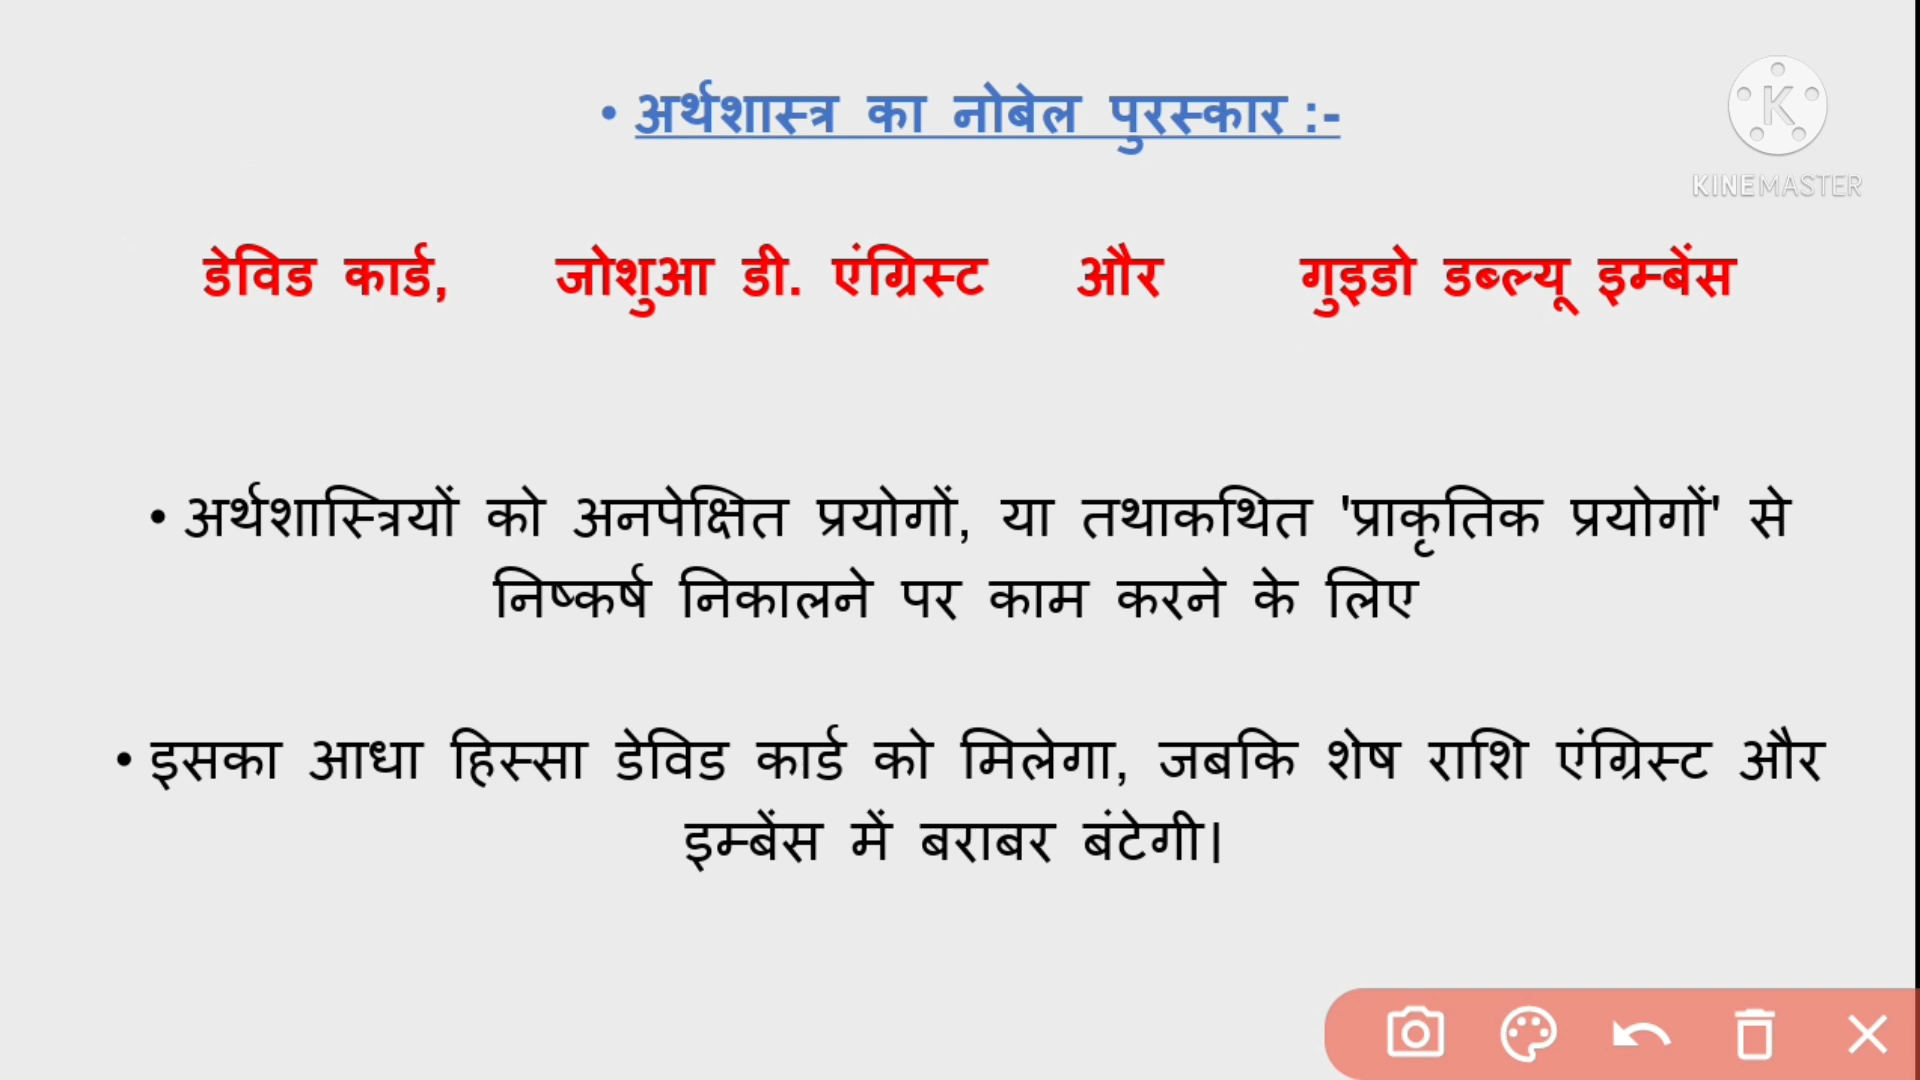 • अर्थशास्त्र का नोबेल पुरस्कार :-
KINEMASTER
डेविड कार्ड, जोशुआ डी. एंग्रिस्ट और गुइडो डब्ल्यू इम्बेंस
• अर्थशास्त्रियों को अनपेक्षित प्रयोगों, या तथाकथित 'प्राकृतिक प्रयोगों' से
निष्कर्ष निकालने पर काम करने के लिए
• इसका आधा हिस्सा डेविड कार्ड को मिलेगा, जबकि शेष राशि एंग्रिस्ट और
इम्बेंस में बराबर बंटेगी।